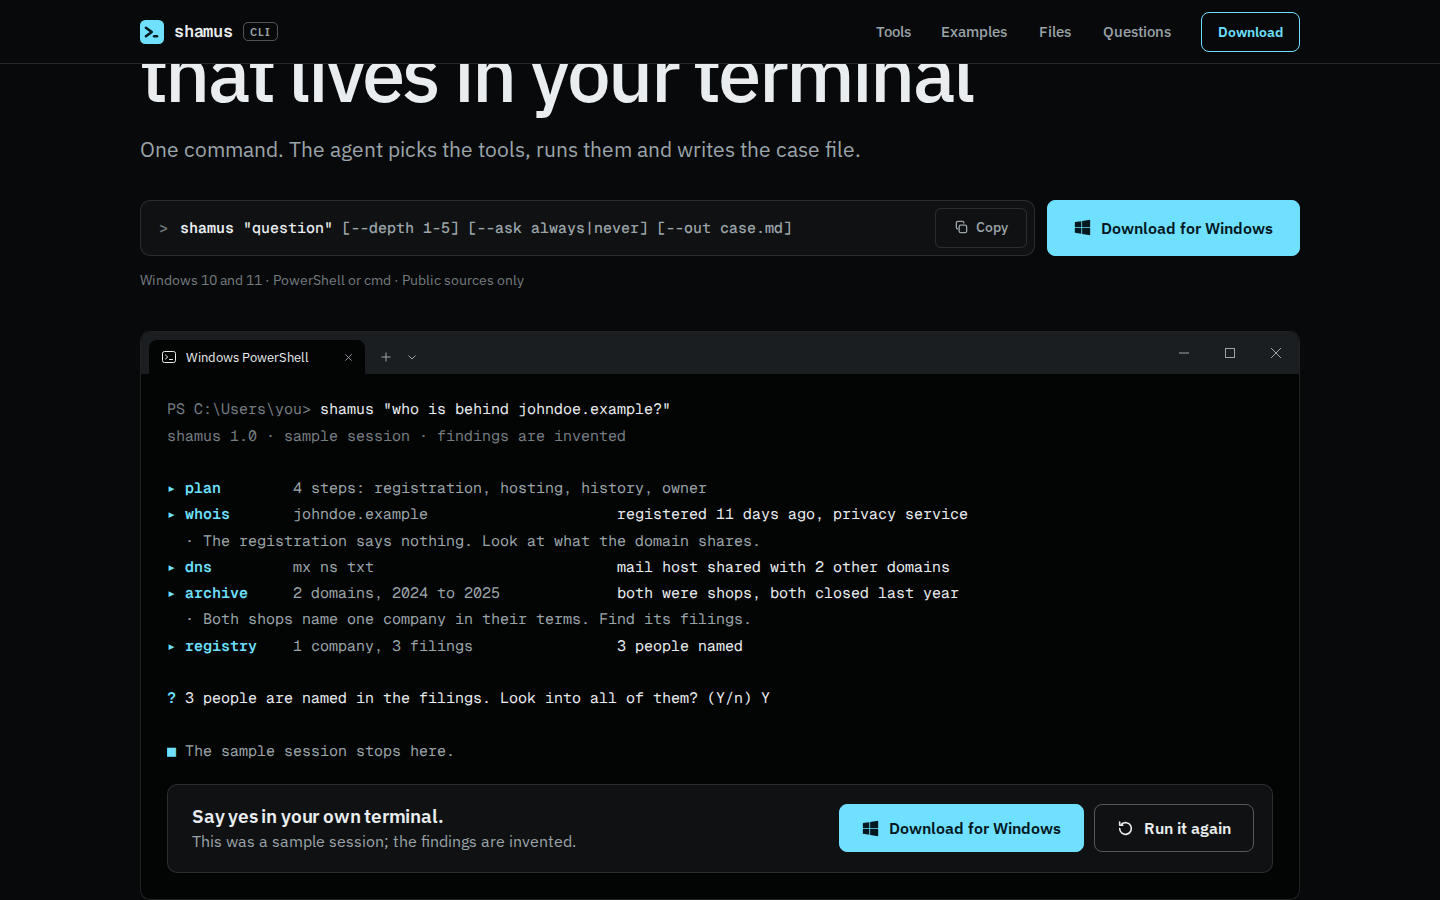 shamus CLI Tools Examples Files Questions Download
that lives in your terminal
One command. The agent picks the tools, runs them and writes the case file.
> shamus "question" [--depth 1-5] [--ask always|never] [--out case.md] Copy Download for Windows
Windows 10 and 11 · PowerShell or cmd · Public sources only
Windows PowerShell
PS C:\Users\you> shamus "who is behind johndoe.example?"
shamus 1.0 · sample session · findings are invented
▸ plan 4 steps: registration, hosting, history, owner
▸ whois johndoe.example registered 11 days ago, privacy service
· The registration says nothing. Look at what the domain shares.
▸ dns mx ns txt mail host shared with 2 other domains
▸ archive 2 domains, 2024 to 2025 both were shops, both closed last year
· Both shops name one company in their terms. Find its filings.
▸ registry 1 company, 3 filings 3 people named
? 3 people are named in the filings. Look into all of them? (Y/n) Y
■ The sample session stops here.
Say yes in your own terminal.
This was a sample session; the findings are invented.
Download for Windows Run it again